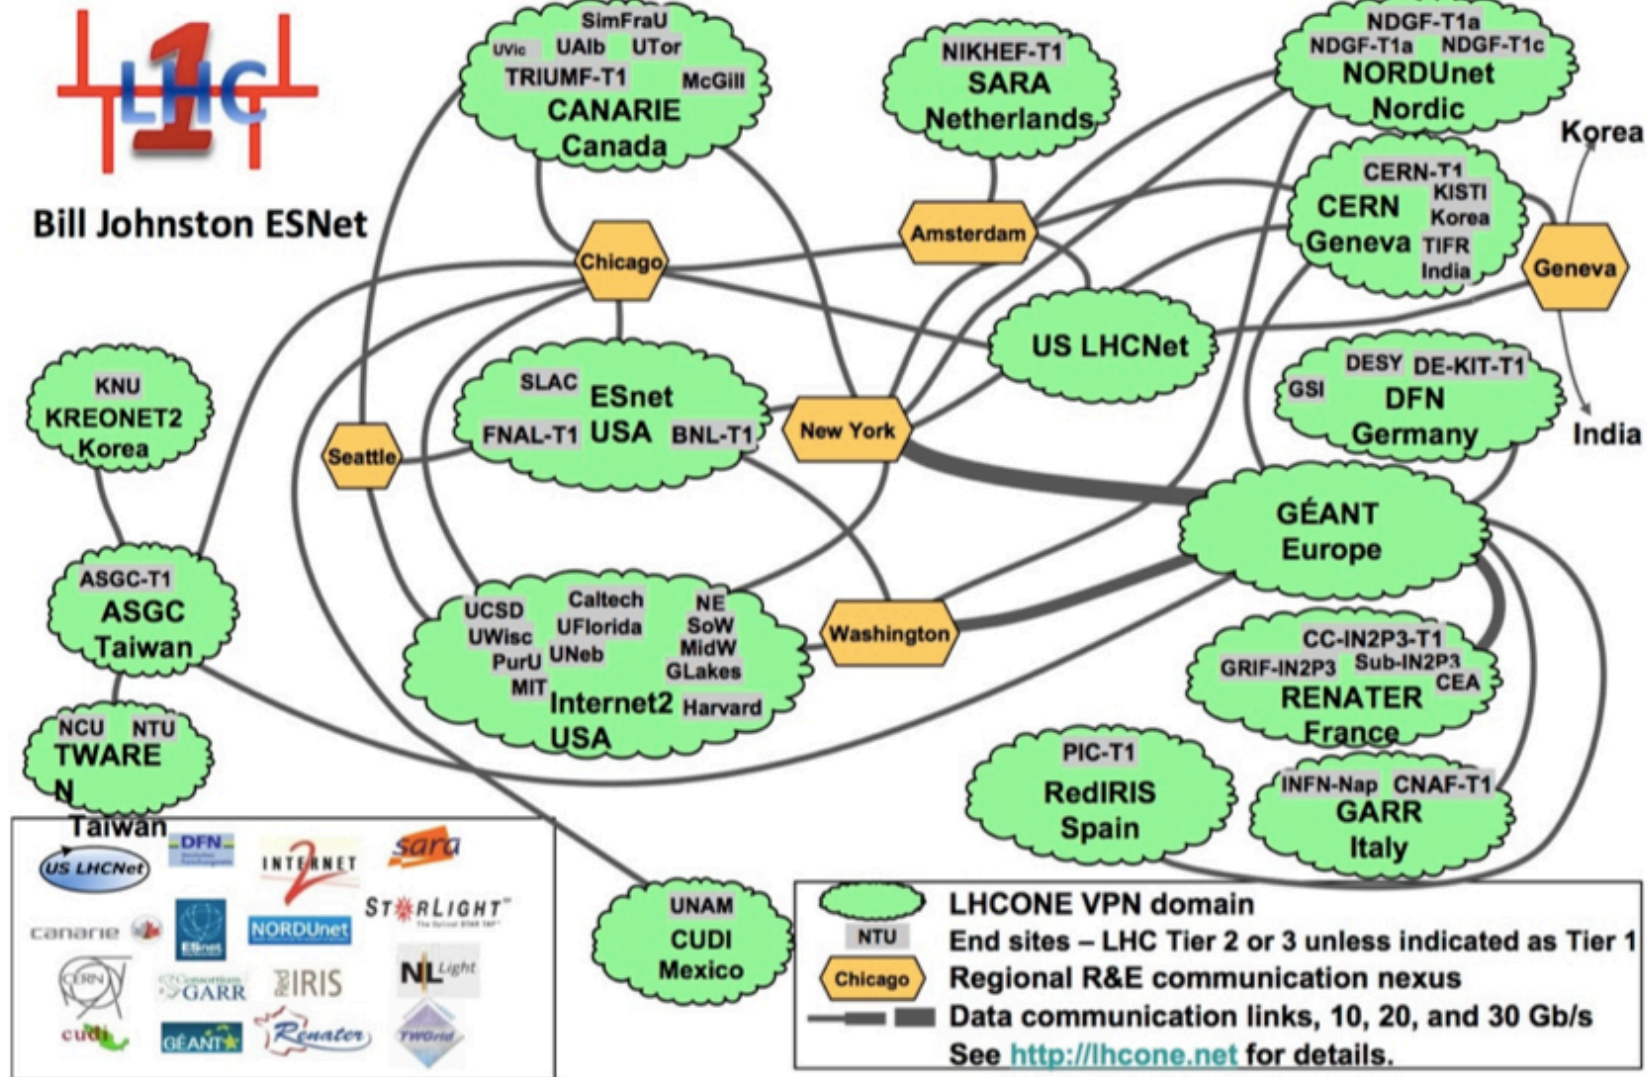 LHC
1
Bill Johnston ESNet
SimFraU
UVic UAlb UTor
TRIUMF-T1 McGill
CANARIE
Canada
NIKHEF-T1
SARA
Netherlands
NDGF-T1a
NDGF-T1a NDGF-T1c
NORDUnet
Nordic
Korea
CERN-T1
KISTI
Korea
CERN
Geneva
TIFR
India
Amsterdam
Chicago
Geneva
US LHCNet
India
KNU
KREONET2
Korea
SLAC
ESnet
USA
FNAL-T1
BNL-T1
Seattle
New York
DESY DE-KIT-T1
GSI
DFN
Germany
GÉANT
Europe
ASGC-T1
ASGC
Taiwan
UCSD Caltech NE
UWisc UFlorida SoW
PurU UNeb MidW
MIT GLakes
Internet2 Harvard
USA
Washington
CC-IN2P3-T1
GRIF-IN2P3 Sub-IN2P3
CEA
RENATER
France
NCU NTU
TWARE
N
Taiwan
PIC-T1
RedIRIS
Spain
INFN-Nap CNAF-T1
GARR
Italy
UNAM
CUDI
Mexico
US LHCNet
DFN
INTERNET
2
sara
canarie
ESnet
NORDUnet
STARLIGHT
CERN
Consortium
GARR
RedIRIS
NLLight
cudi
GÉANT
Renater
TWGrid
LHCONE VPN domain
NTU End sites – LHC Tier 2 or 3 unless indicated as Tier 1
Chicago Regional R&E communication nexus
Data communication links, 10, 20, and 30 Gb/s
See http://lhcone.net for details.